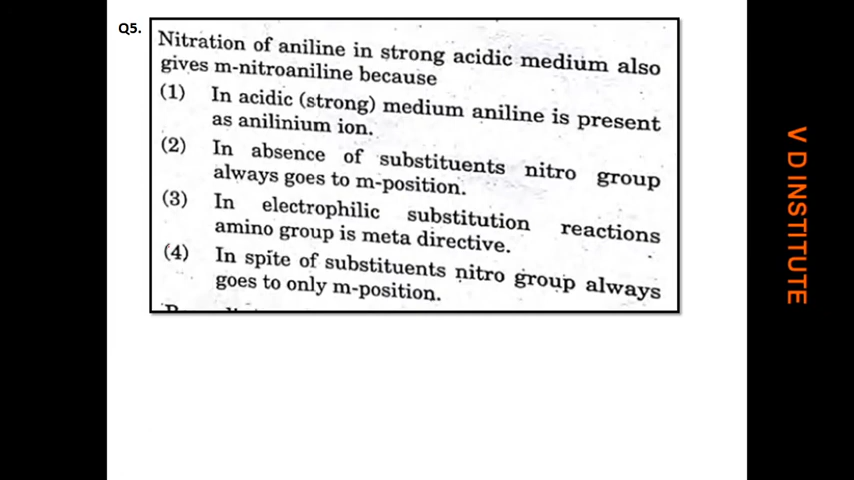 Q5.
Nitration of aniline in strong acidic medium also
gives m-nitroaniline because
(1) In acidic (strong) medium aniline is present
as anilinium ion.
(2) In absence of substituents nitro group
always goes to m-position.
(3) In electrophilic substitution reactions
amino group is meta directive.
(4) In spite of substituents nitro group always
goes to only m-position.
V D INSTITUTE